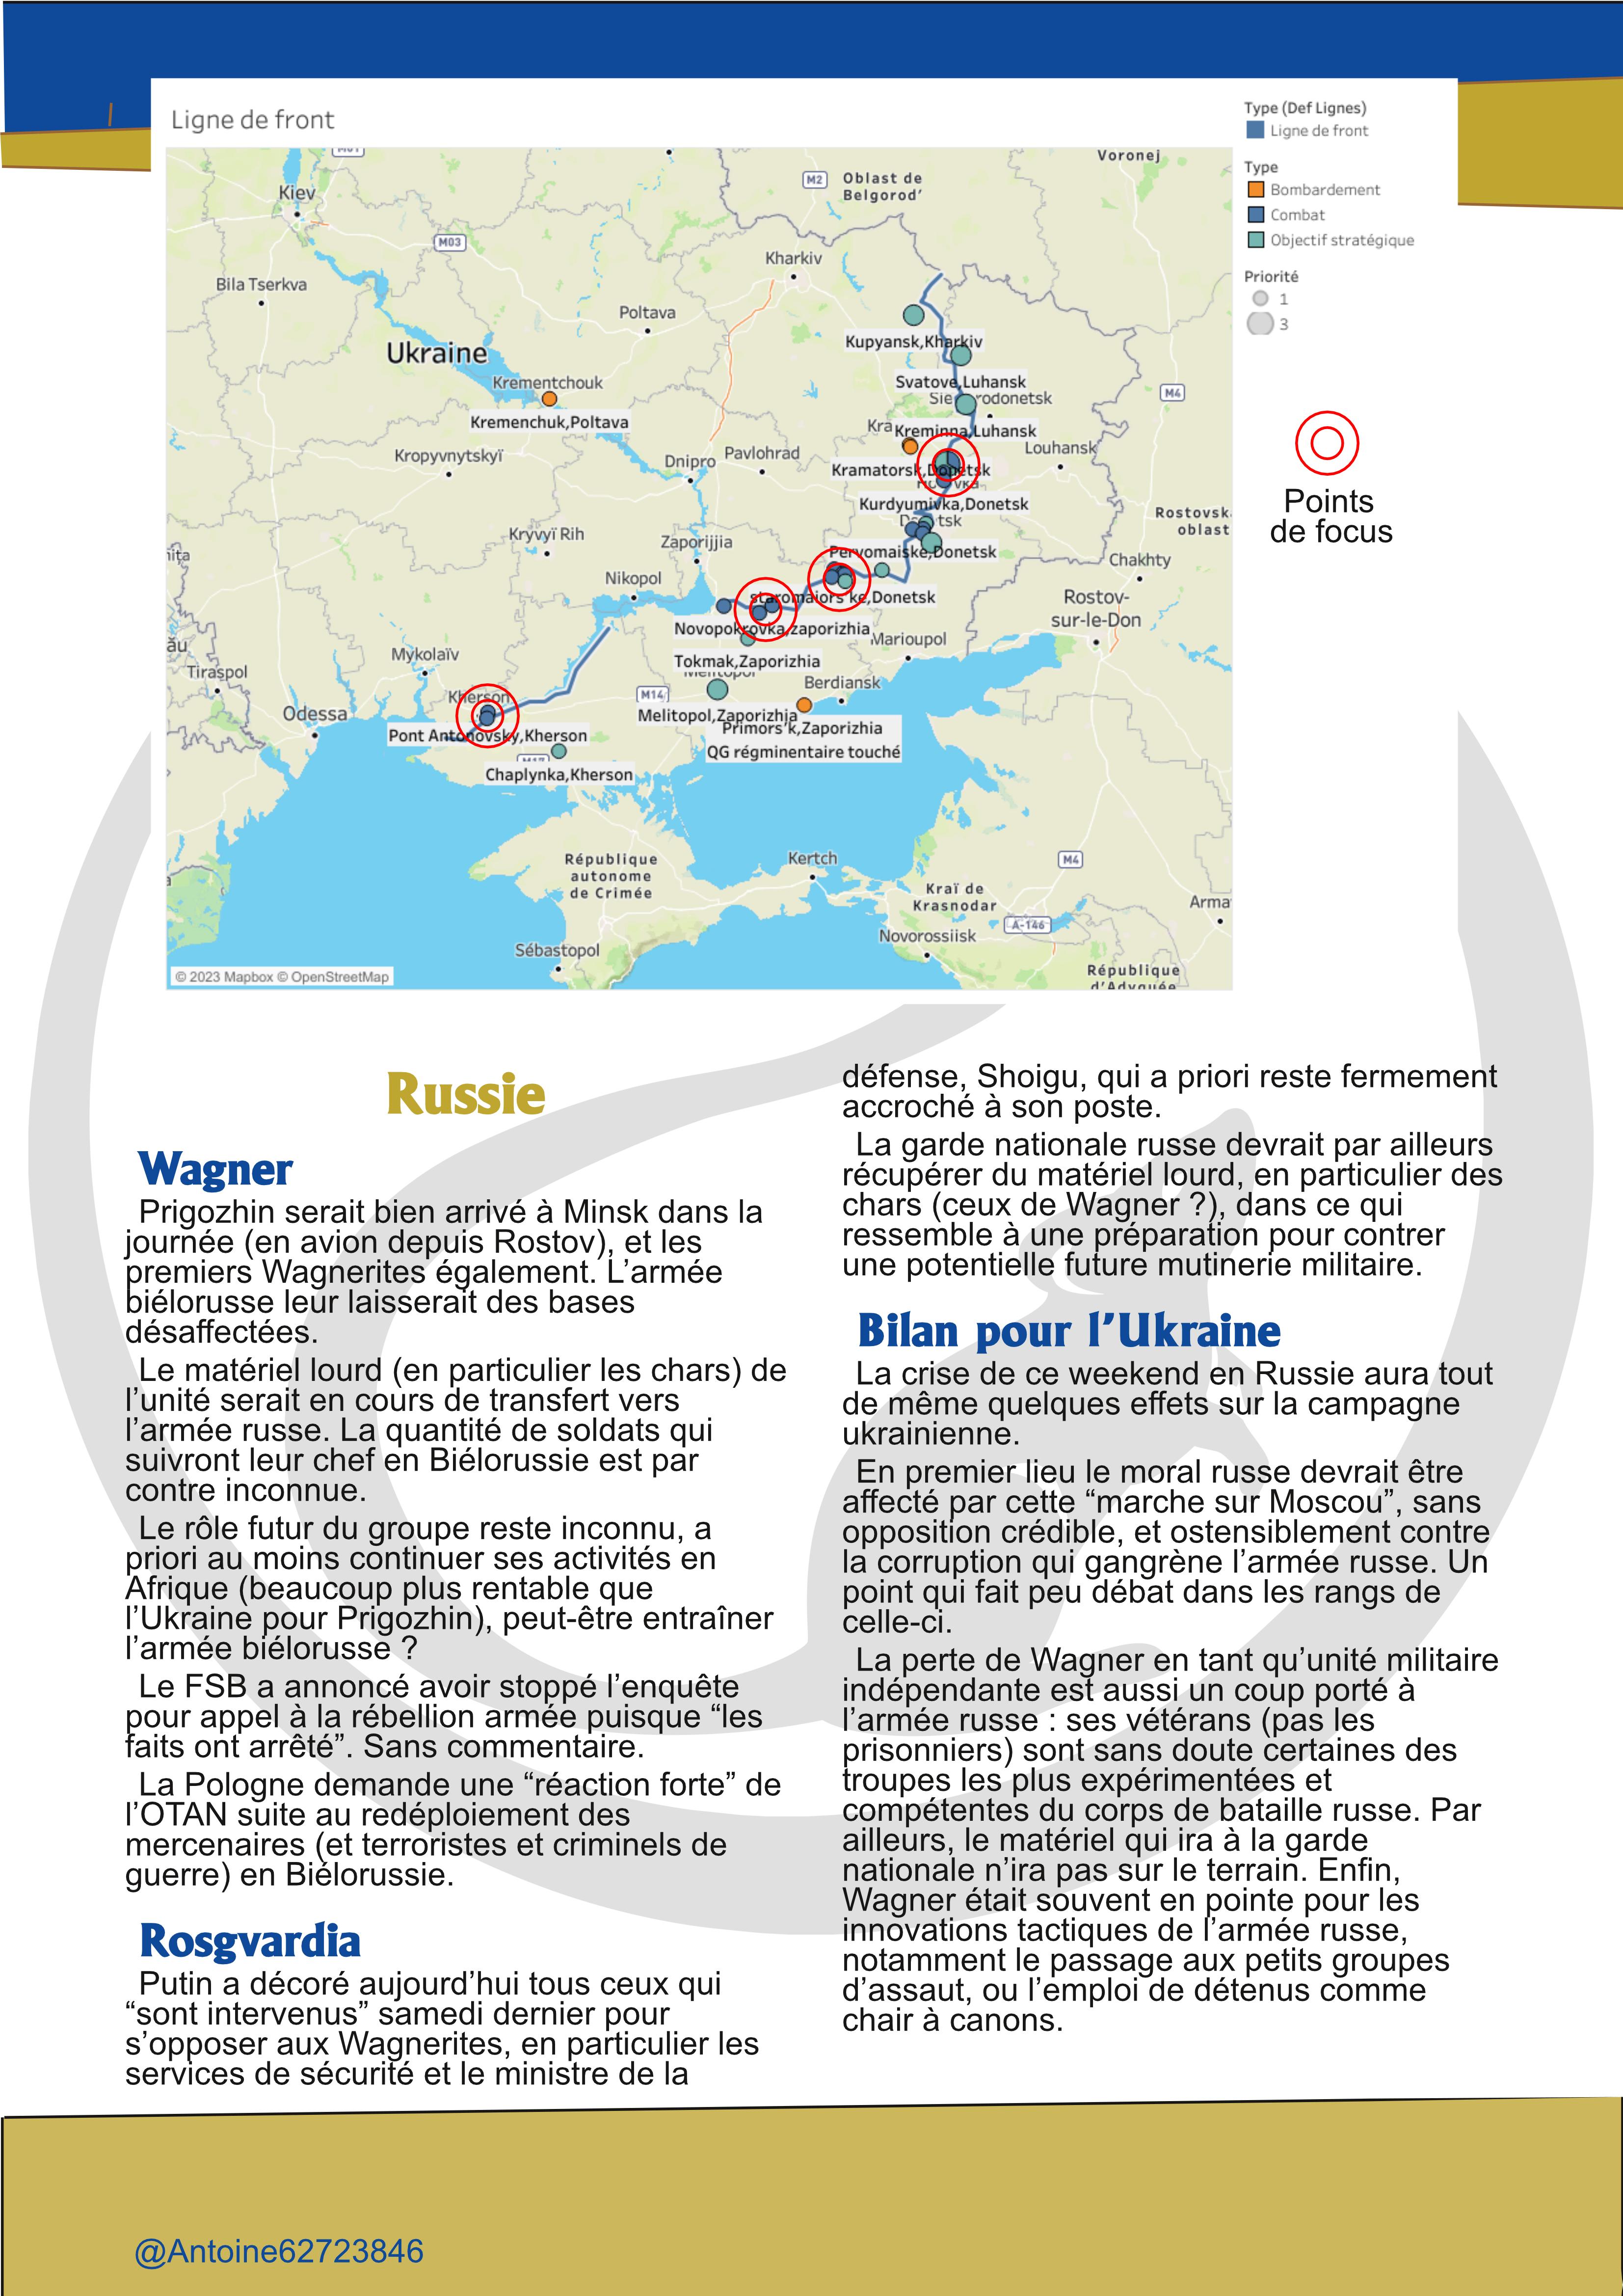 Ligne de front
Type (Def Lignes)
Ligne de front
Type
Bombardement
Combat
Objectif stratégique
Priorité
1
3
Points
de focus
Voronej
M2
Oblast de
Belgorod'
Kiev
M03
Kharkiv
Bila Tserkva
Poltava
Kupyansk,Kharkiv
Ukraine
Krementchouk
Kremenchuk,Poltava
Svatove,Luhansk
M4
Kreminna,Luhansk
Kropyvnytskyï
Dnipro
Pavlohrad
Louhansk
Kramatorsk,Donetsk
Kurdyumivka,Donetsk
Rostovsk
oblast
Kryvyï Rih
Zaporijjia
Pervomaiske,Donetsk
Chakhty
Nikopol
staromaiors'ke,Donetsk
Rostov-
sur-le-Don
Novopokrovka,zaporizhia
Marioupol
Mykolaïv
Tiraspol
Tokmak,Zaporizhia
Kherson
M14
Berdiansk
Odessa
Melitopol,Zaporizhia
Pont Antonovsky,Kherson
Primors'k,Zaporizhia
QG régminentaire touché
Chaplynka,Kherson
République
autonome
de Crimée
Kertch
M4
Kraï de
Krasnodar
Arma
A-146
Novorossiisk
Sébastopol
République
d'Adyguée
© 2023 Mapbox © OpenStreetMap
Russie
Wagner
Prigozhin serait bien arrivé à Minsk dans la
journée (en avion depuis Rostov), et les
premiers Wagnerites également. L’armée
biélorusse leur laisserait des bases
désaffectées.
Le matériel lourd (en particulier les chars) de
l’unité serait en cours de transfert vers
l’armée russe. La quantité de soldats qui
suivront leur chef en Biélorussie est par
contre inconnue.
Le rôle futur du groupe reste inconnu, a
priori au moins continuer ses activités en
Afrique (beaucoup plus rentable que
l’Ukraine pour Prigozhin), peut-être entraîner
l’armée biélorusse ?
Le FSB a annoncé avoir stoppé l’enquête
pour appel à la rébellion armée puisque “les
faits ont arrêté”. Sans commentaire.
La Pologne demande une “réaction forte” de
l’OTAN suite au redéploiement des
mercenaires (et terroristes et criminels de
guerre) en Biélorussie.
Rosgvardia
Putin a décoré aujourd’hui tous ceux qui
“sont intervenus” samedi dernier pour
s’opposer aux Wagnerites, en particulier les
services de sécurité et le ministre de la
défense, Shoigu, qui a priori reste fermement
accroché à son poste.
La garde nationale russe devrait par ailleurs
récupérer du matériel lourd, en particulier des
chars (ceux de Wagner ?), dans ce qui
ressemble à une préparation pour contrer
une potentielle future mutinerie militaire.
Bilan pour l’Ukraine
La crise de ce weekend en Russie aura tout
de même quelques effets sur la campagne
ukrainienne.
En premier lieu le moral russe devrait être
affecté par cette “marche sur Moscou”, sans
opposition crédible, et ostensiblement contre
la corruption qui gangrène l’armée russe. Un
point qui fait peu débat dans les rangs de
celle-ci.
La perte de Wagner en tant qu’unité militaire
indépendante est aussi un coup porté à
l’armée russe : ses vétérans (pas les
prisonniers) sont sans doute certaines des
troupes les plus expérimentées et
compétentes du corps de bataille russe. Par
ailleurs, le matériel qui ira à la garde
nationale n’ira pas sur le terrain. Enfin,
Wagner était souvent en pointe pour les
innovations tactiques de l’armée russe,
notamment le passage aux petits groupes
d’assaut, ou l’emploi de détenus comme
chair à canons.
@Antoine62723846